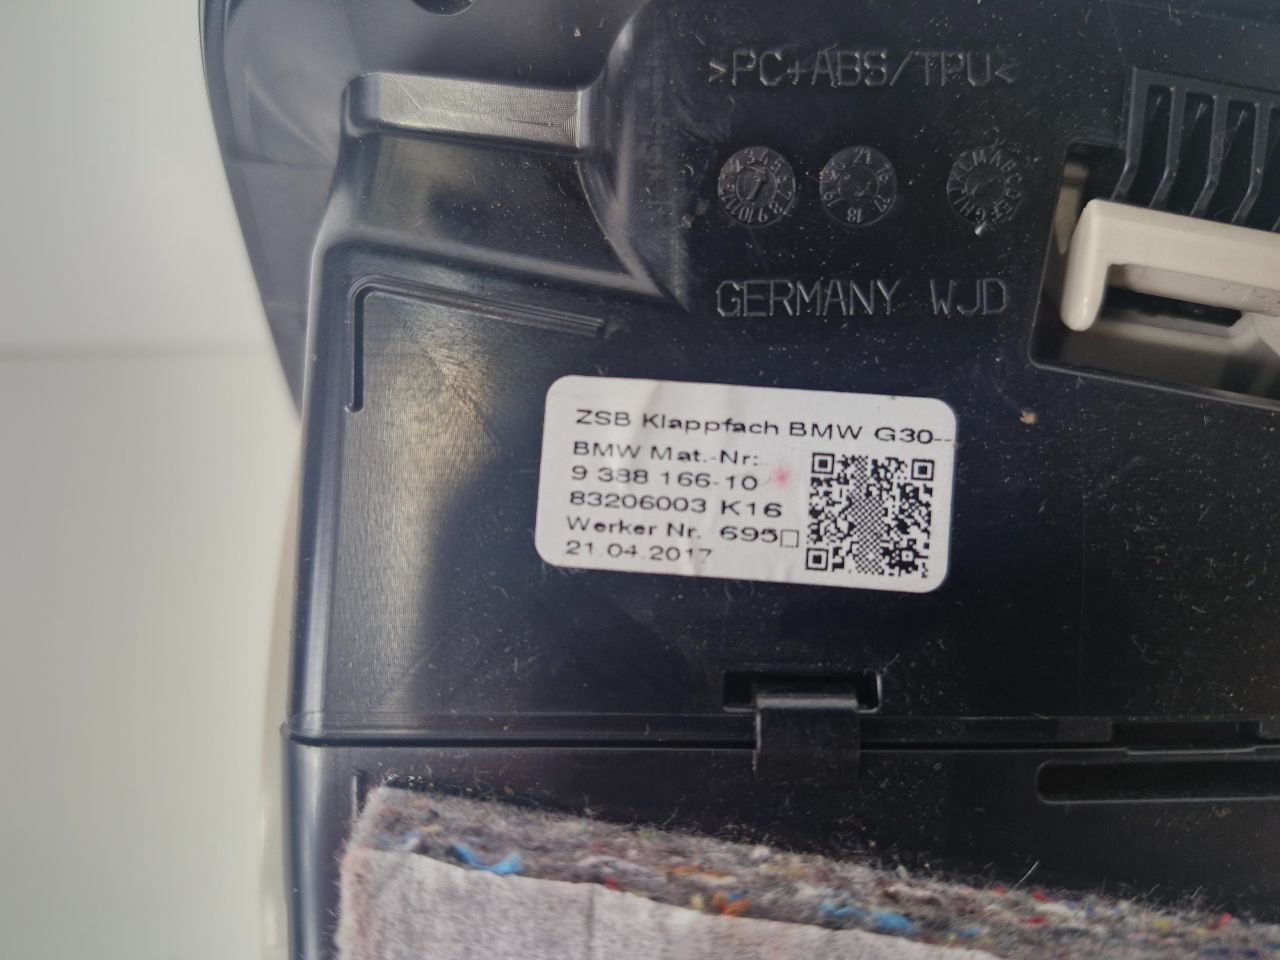 >PC+ABS/TPU<
GERMANY WJD
ZSB Klappfach BMW G30--
BMW Mat.-Nr:
9 388 166-10
83206003 K16
Werker Nr. 695□
21.04.2017